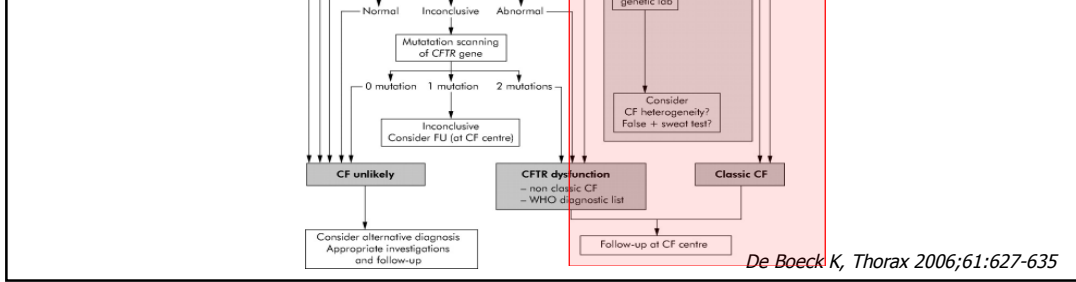 genetic lab
Normal Inconclusive Abnormal
Mutatation scanning
of CFTR gene
0 mutation 1 mutation 2 mutations
Consider
CF heterogeneity?
False + sweat test?
Inconclusive
Consider FU (at CF centre)
CF unlikely
CFTR dysfunction
– non classic CF
– WHO diagnostic list
Classic CF
Consider alternative diagnosis
Appropriate investigations
and follow-up
Follow-up at CF centre
De Boeck K, Thorax 2006;61:627-635